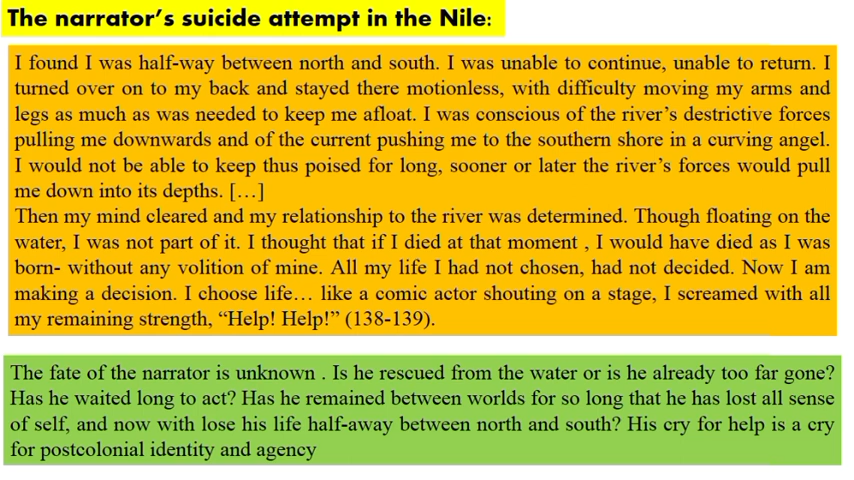 The narrator's suicide attempt in the Nile:
I found I was half-way between north and south. I was unable to continue, unable to return. I
turned over on to my back and stayed there motionless, with difficulty moving my arms and
legs as much as was needed to keep me afloat. I was conscious of the river's destrictive forces
pulling me downwards and of the current pushing me to the southern shore in a curving angel.
I would not be able to keep thus poised for long, sooner or later the river's forces would pull
me down into its depths. […]
Then my mind cleared and my relationship to the river was determined. Though floating on the
water, I was not part of it. I thought that if I died at that moment , I would have died as I was
born- without any volition of mine. All my life I had not chosen, had not decided. Now I am
making a decision. I choose life… like a comic actor shouting on a stage, I screamed with all
my remaining strength, “Help! Help!” (138-139).
The fate of the narrator is unknown . Is he rescued from the water or is he already too far gone?
Has he waited long to act? Has he remained between worlds for so long that he has lost all sense
of self, and now with lose his life half-away between north and south? His cry for help is a cry
for postcolonial identity and agency